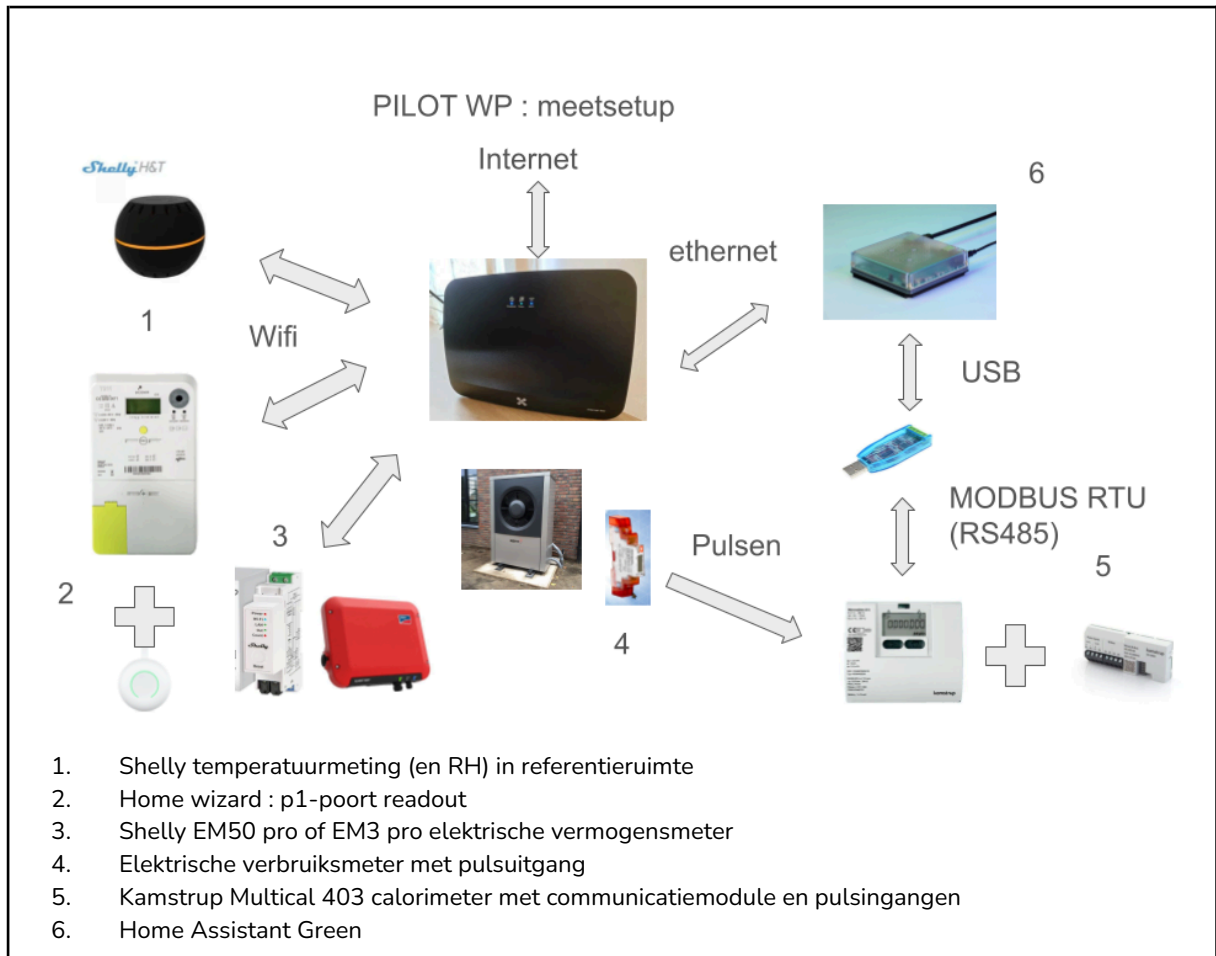 PILOT WP : meetsetup
Internet
6
Shelly H&T
ethernet
1
Wifi
USB
3
MODBUS RTU
(RS485)
Pulsen
5
2
4
Shelly
kamstrup
1. Shelly temperatuurmeting (en RH) in referentieruimte
2. Home wizard : p1-poort readout
3. Shelly EM50 pro of EM3 pro elektrische vermogensmeter
4. Elektrische verbruiksmeter met pulsuitgang
5. Kamstrup Multical 403 calorimeter met communicatiemodule en pulsingangen
6. Home Assistant Green